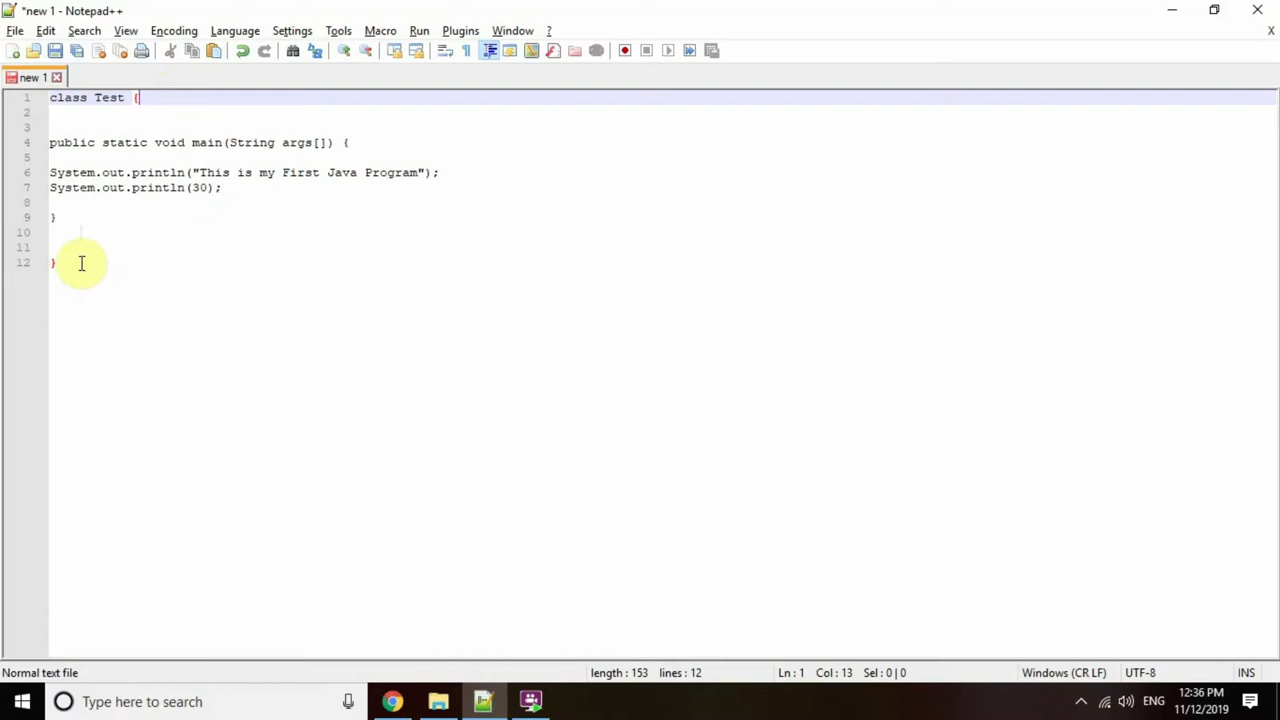 *new 1 - Notepad++
File Edit Search View Encoding Language Settings Tools Macro Run Plugins Window ? X
new 1
1 class Test {
2
3
4 public static void main(String args[]) {
5
6 System.out.println("This is my First Java Program");
7 System.out.println(30);
8
9 }
10
11
12 }
Normal text file length : 153 lines : 12 Ln : 1 Col : 13 Sel : 0 | 0 Windows (CR LF) UTF-8 INS
Type here to search ENG 12:36 PM
11/12/2019